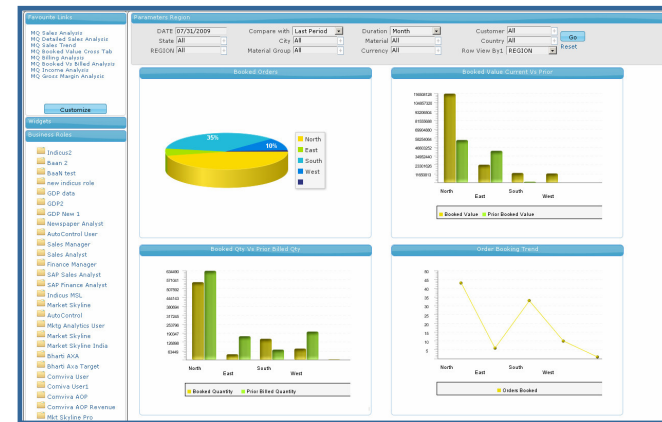 Favourite Links
MQ Sales Analysis
MQ Detailed Sales Analysis
MQ Sales Trend
MQ Booked Value Cross Tab
MQ Billing Analysis
MQ Booked Vs Billed Analysis
MQ Income Analysis
MQ Gross Margin Analysis
Customize
Widgets
Business Roles
Indicus2
Baan 2
BaaN test
new indicus role
GDP data
GDP2
GDP New 1
Newspaper Analyst
AutoControl User
Sales Manager
Sales Analyst
Finance Manager
SAP Sales Analyst
SAP Finance Analyst
Indicus MSL
Market Skyline
AutoControl
Mktg Analytics User
Market Skyline
Market Skyline India
Bharti AXA
Bharti Axa Target
Comviva User
Comiva User1
Comviva AOP
Comviva AOP Revenue
Mkt Skyline Pro
Parameters Region
DATE 07/31/2009 Compare with Last Period Duration Month Customer All
State All City All Material All Country All Go
REGION All Material Group All Currency All Row View By1 REGION Reset
Booked Orders
35%
10%
North
East
South
West
Booked Value Current Vs Prior
North
East
South
West
Booked Value Prior Booked Value
Booked Qts Vs Prior Billed Qty
North
East
South
West
Booked Quantity Prior Billed Quantity
Order Booking Trend
50
45
40
35
30
25
20
15
10
5
North
East
South
West
Orders Booked